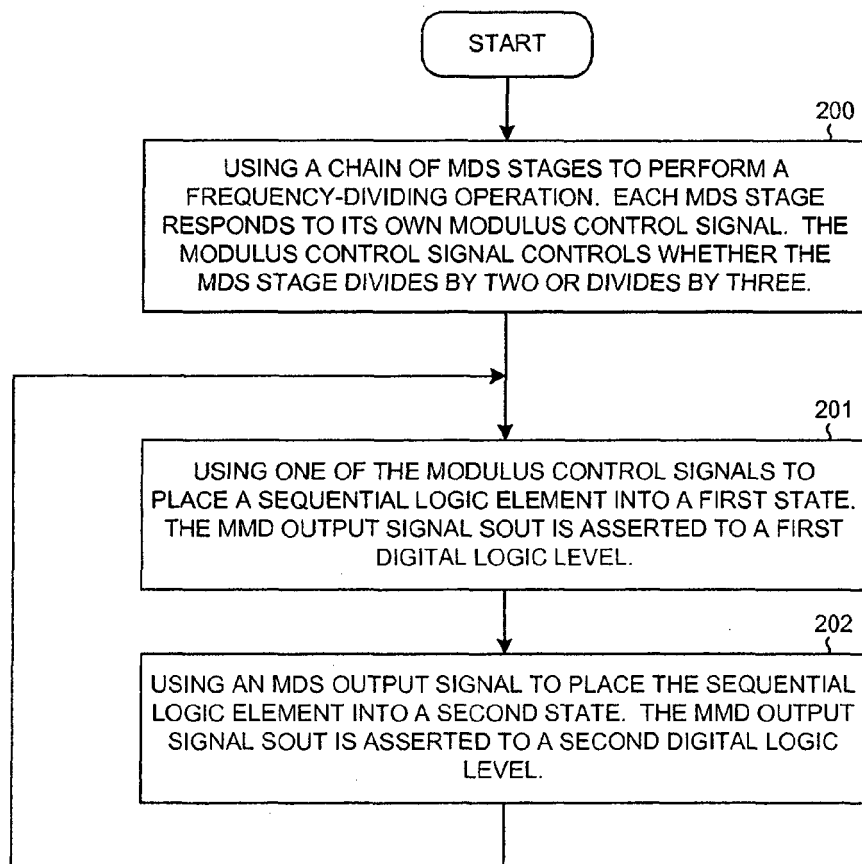 START
200
USING A CHAIN OF MDS STAGES TO PERFORM A
FREQUENCY-DIVIDING OPERATION. EACH MDS STAGE
RESPONDS TO ITS OWN MODULUS CONTROL SIGNAL. THE
MODULUS CONTROL SIGNAL CONTROLS WHETHER THE
MDS STAGE DIVIDES BY TWO OR DIVIDES BY THREE.
201
USING ONE OF THE MODULUS CONTROL SIGNALS TO
PLACE A SEQUENTIAL LOGIC ELEMENT INTO A FIRST STATE.
THE MMD OUTPUT SIGNAL SOUT IS ASSERTED TO A FIRST
DIGITAL LOGIC LEVEL.
202
USING AN MDS OUTPUT SIGNAL TO PLACE THE SEQUENTIAL
LOGIC ELEMENT INTO A SECOND STATE. THE MMD OUTPUT
SIGNAL SOUT IS ASSERTED TO A SECOND DIGITAL LOGIC
LEVEL.